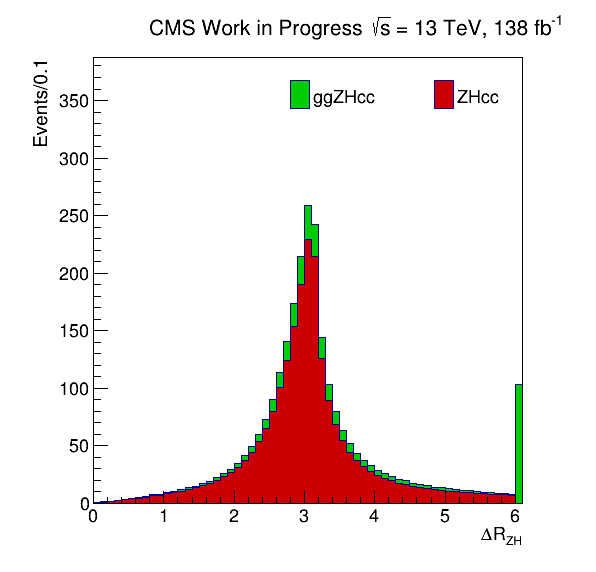 CMS Work in Progress √s = 13 TeV, 138 fb⁻¹
Events/0.1
ggZHcc ZHcc
350
300
250
200
150
100
50
0
0 1 2 3 4 5 6
ΔR_ZH